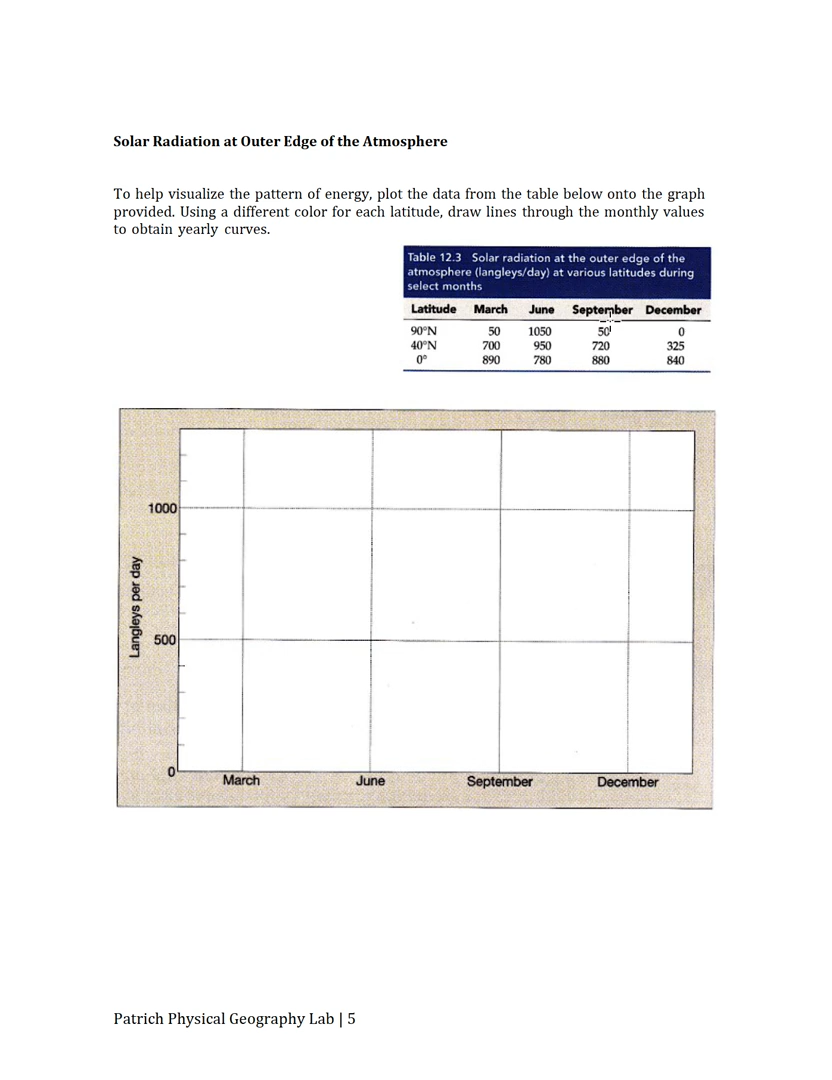 Solar Radiation at Outer Edge of the Atmosphere
To help visualize the pattern of energy, plot the data from the table below onto the graph
provided. Using a different color for each latitude, draw lines through the monthly values
to obtain yearly curves.
Table 12.3 Solar radiation at the outer edge of the
atmosphere (langleys/day) at various latitudes during
select months
Latitude March June September December
90°N 50 1050 50 0
40°N 700 950 720 325
0° 890 780 880 840
1000
Langleys per day
500
0
March June September December
Patrich Physical Geography Lab | 5